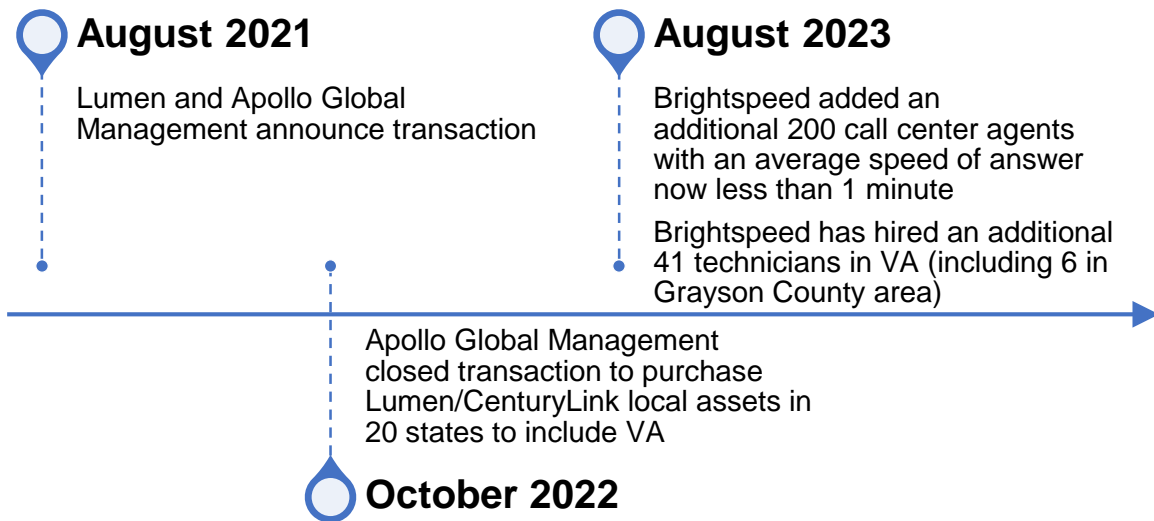 August 2021
Lumen and Apollo Global
Management announce transaction
August 2023
Brightspeed added an
additional 200 call center agents
with an average speed of answer
now less than 1 minute
Brightspeed has hired an additional
41 technicians in VA (including 6 in
Grayson County area)
Apollo Global Management
closed transaction to purchase
Lumen/CenturyLink local assets in
20 states to include VA
October 2022